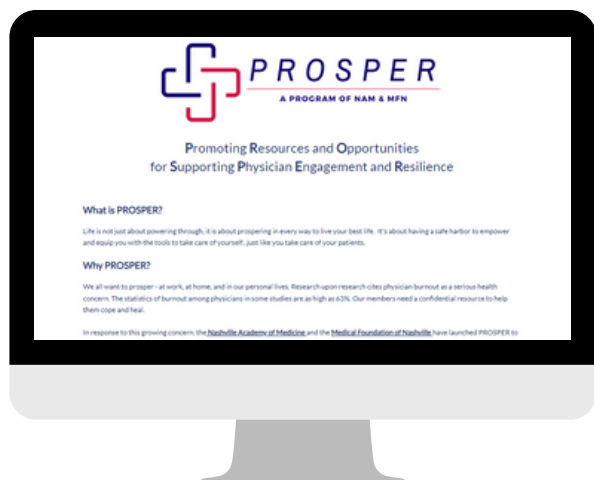 PROSPER
A PROGRAM OF NAM & MFN
Promoting Resources and Opportunities
for Supporting Physician Engagement and Resilience
What is PROSPER?
Life is not just about powering through, it is about prospering in every way to live your best life. It's about having a safe harbor to empower
and equip you with the tools to take care of yourself...just like you take care of your patients.
Why PROSPER?
We all want to prosper - at work, at home, and in our personal lives. Research upon research cites physician burnout as a serious health
concern. The statistics of burnout among physicians in some studies are as high as 63%. Our members need a confidential resource to help
them cope and heal.
In response to this growing concern, the Nashville Academy of Medicine and the Medical Foundation of Nashville have launched PROSPER to